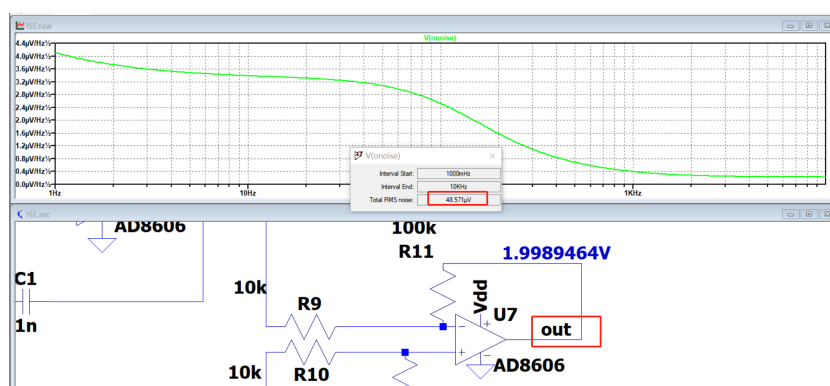 ISE.raw
V(onoise)
4.4µV/Hz½
4.0µV/Hz½
3.6µV/Hz½
3.2µV/Hz½
2.8µV/Hz½
2.4µV/Hz½
2.0µV/Hz½
1.6µV/Hz½
1.2µV/Hz½
0.8µV/Hz½
0.4µV/Hz½
0.0µV/Hz½
1Hz
10Hz
1KHz
V(onoise)
Interval Start: 1000mHz
Interval End: 10KHz
Total RMS noise: 48.571µV
ISE.asc
AD8606
100k
R11
1.9989464V
C1
1n
10k
R9
Vdd
U7
out
10k
R10
AD8606